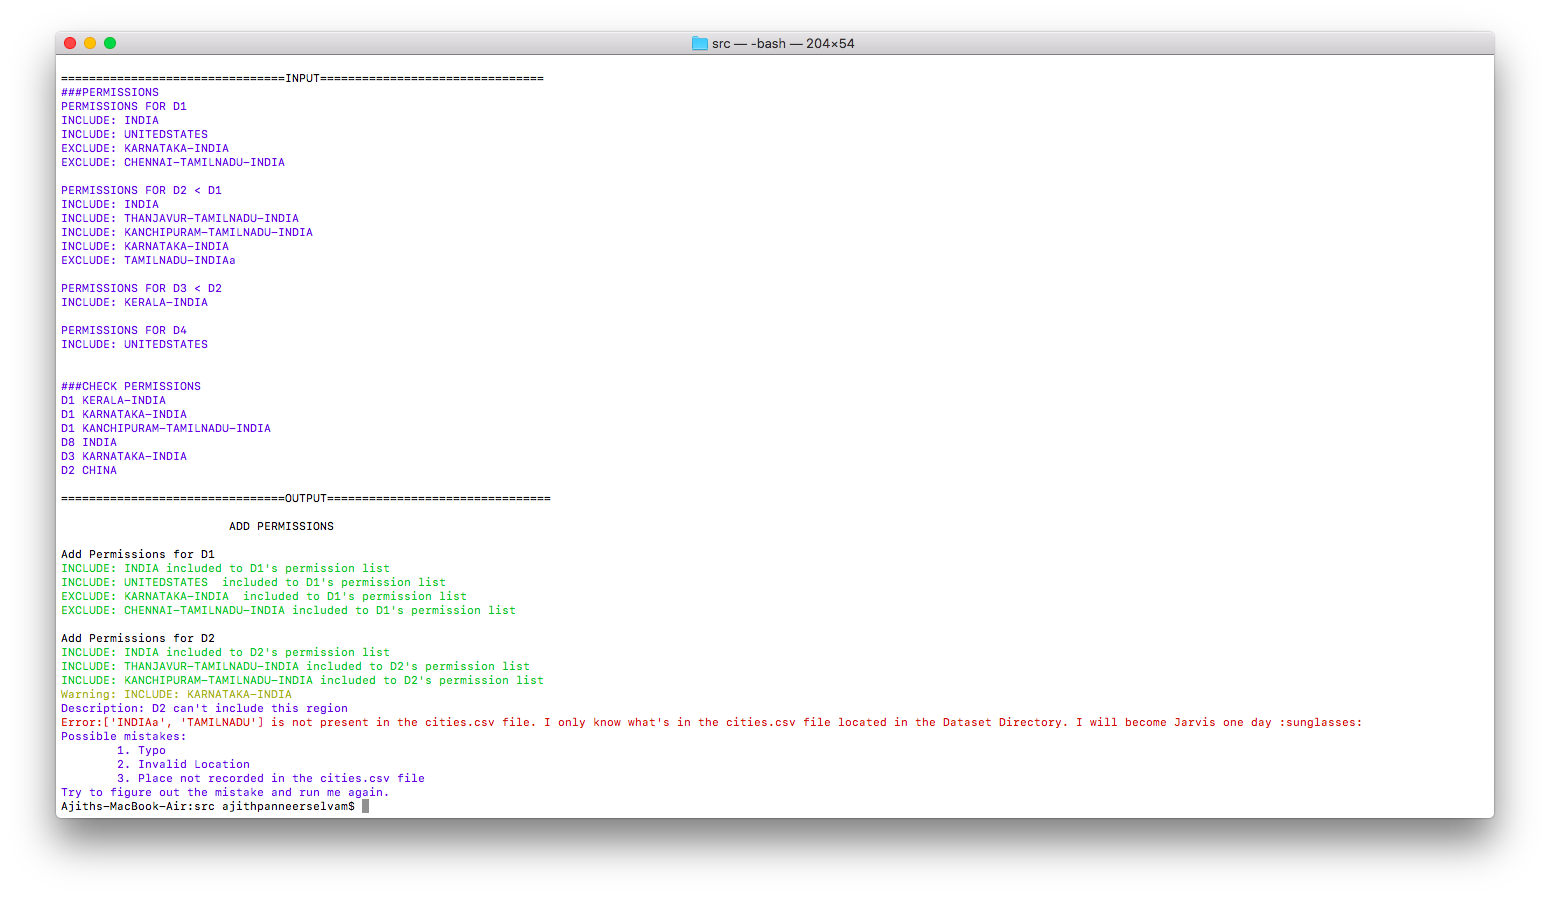 src — -bash — 204×54
================================INPUT================================
###PERMISSIONS
PERMISSIONS FOR D1
INCLUDE: INDIA
INCLUDE: UNITEDSTATES
EXCLUDE: KARNATAKA-INDIA
EXCLUDE: CHENNAI-TAMILNADU-INDIA
PERMISSIONS FOR D2 < D1
INCLUDE: INDIA
INCLUDE: THANJAVUR-TAMILNADU-INDIA
INCLUDE: KANCHIPURAM-TAMILNADU-INDIA
INCLUDE: KARNATAKA-INDIA
EXCLUDE: TAMILNADU-INDIAa
PERMISSIONS FOR D3 < D2
INCLUDE: KERALA-INDIA
PERMISSIONS FOR D4
INCLUDE: UNITEDSTATES
###CHECK PERMISSIONS
D1 KERALA-INDIA
D1 KARNATAKA-INDIA
D1 KANCHIPURAM-TAMILNADU-INDIA
D8 INDIA
D3 KARNATAKA-INDIA
D2 CHINA
================================OUTPUT================================
ADD PERMISSIONS
Add Permissions for D1
INCLUDE: INDIA included to D1's permission list
INCLUDE: UNITEDSTATES  included to D1's permission list
EXCLUDE: KARNATAKA-INDIA  included to D1's permission list
EXCLUDE: CHENNAI-TAMILNADU-INDIA included to D1's permission list
Add Permissions for D2
INCLUDE: INDIA included to D2's permission list
INCLUDE: THANJAVUR-TAMILNADU-INDIA included to D2's permission list
INCLUDE: KANCHIPURAM-TAMILNADU-INDIA included to D2's permission list
Warning: INCLUDE: KARNATAKA-INDIA
Description: D2 can't include this region
Error:['INDIAa', 'TAMILNADU'] is not present in the cities.csv file. I only know what's in the cities.csv file located in the Dataset Directory. I will become Jarvis one day :sunglasses:
Possible mistakes:
1. Typo
2. Invalid Location
3. Place not recorded in the cities.csv file
Try to figure out the mistake and run me again.
Ajiths-MacBook-Air:src ajithpanneerselvam$